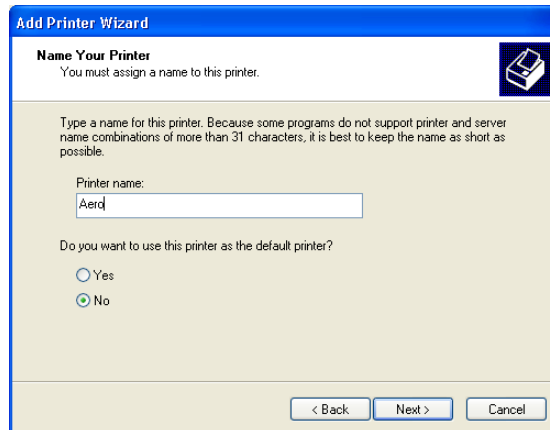 Add Printer Wizard
Name Your Printer
You must assign a name to this printer.
Type a name for this printer. Because some programs do not support printer and server
name combinations of more than 31 characters, it is best to keep the name as short as
possible.
Printer name:
Aero
Do you want to use this printer as the default printer?
Yes
No
< Back
Next >
Cancel